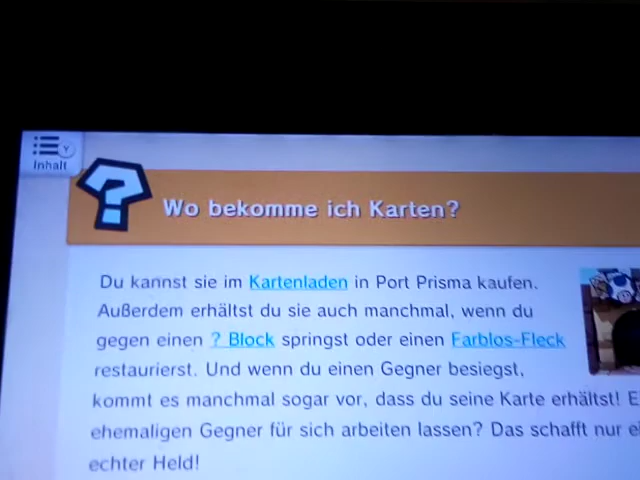 Y
Inhalt
?
Wo bekomme ich Karten?
Du kannst sie im Kartenladen in Port Prisma kaufen.
Außerdem erhältst du sie auch manchmal, wenn du
gegen einen ? Block springst oder einen Farblos-Fleck
restaurierst. Und wenn du einen Gegner besiegst,
kommt es manchmal sogar vor, dass du seine Karte erhältst!
ehemaligen Gegner für sich arbeiten lassen? Das schafft nur
echter Held!